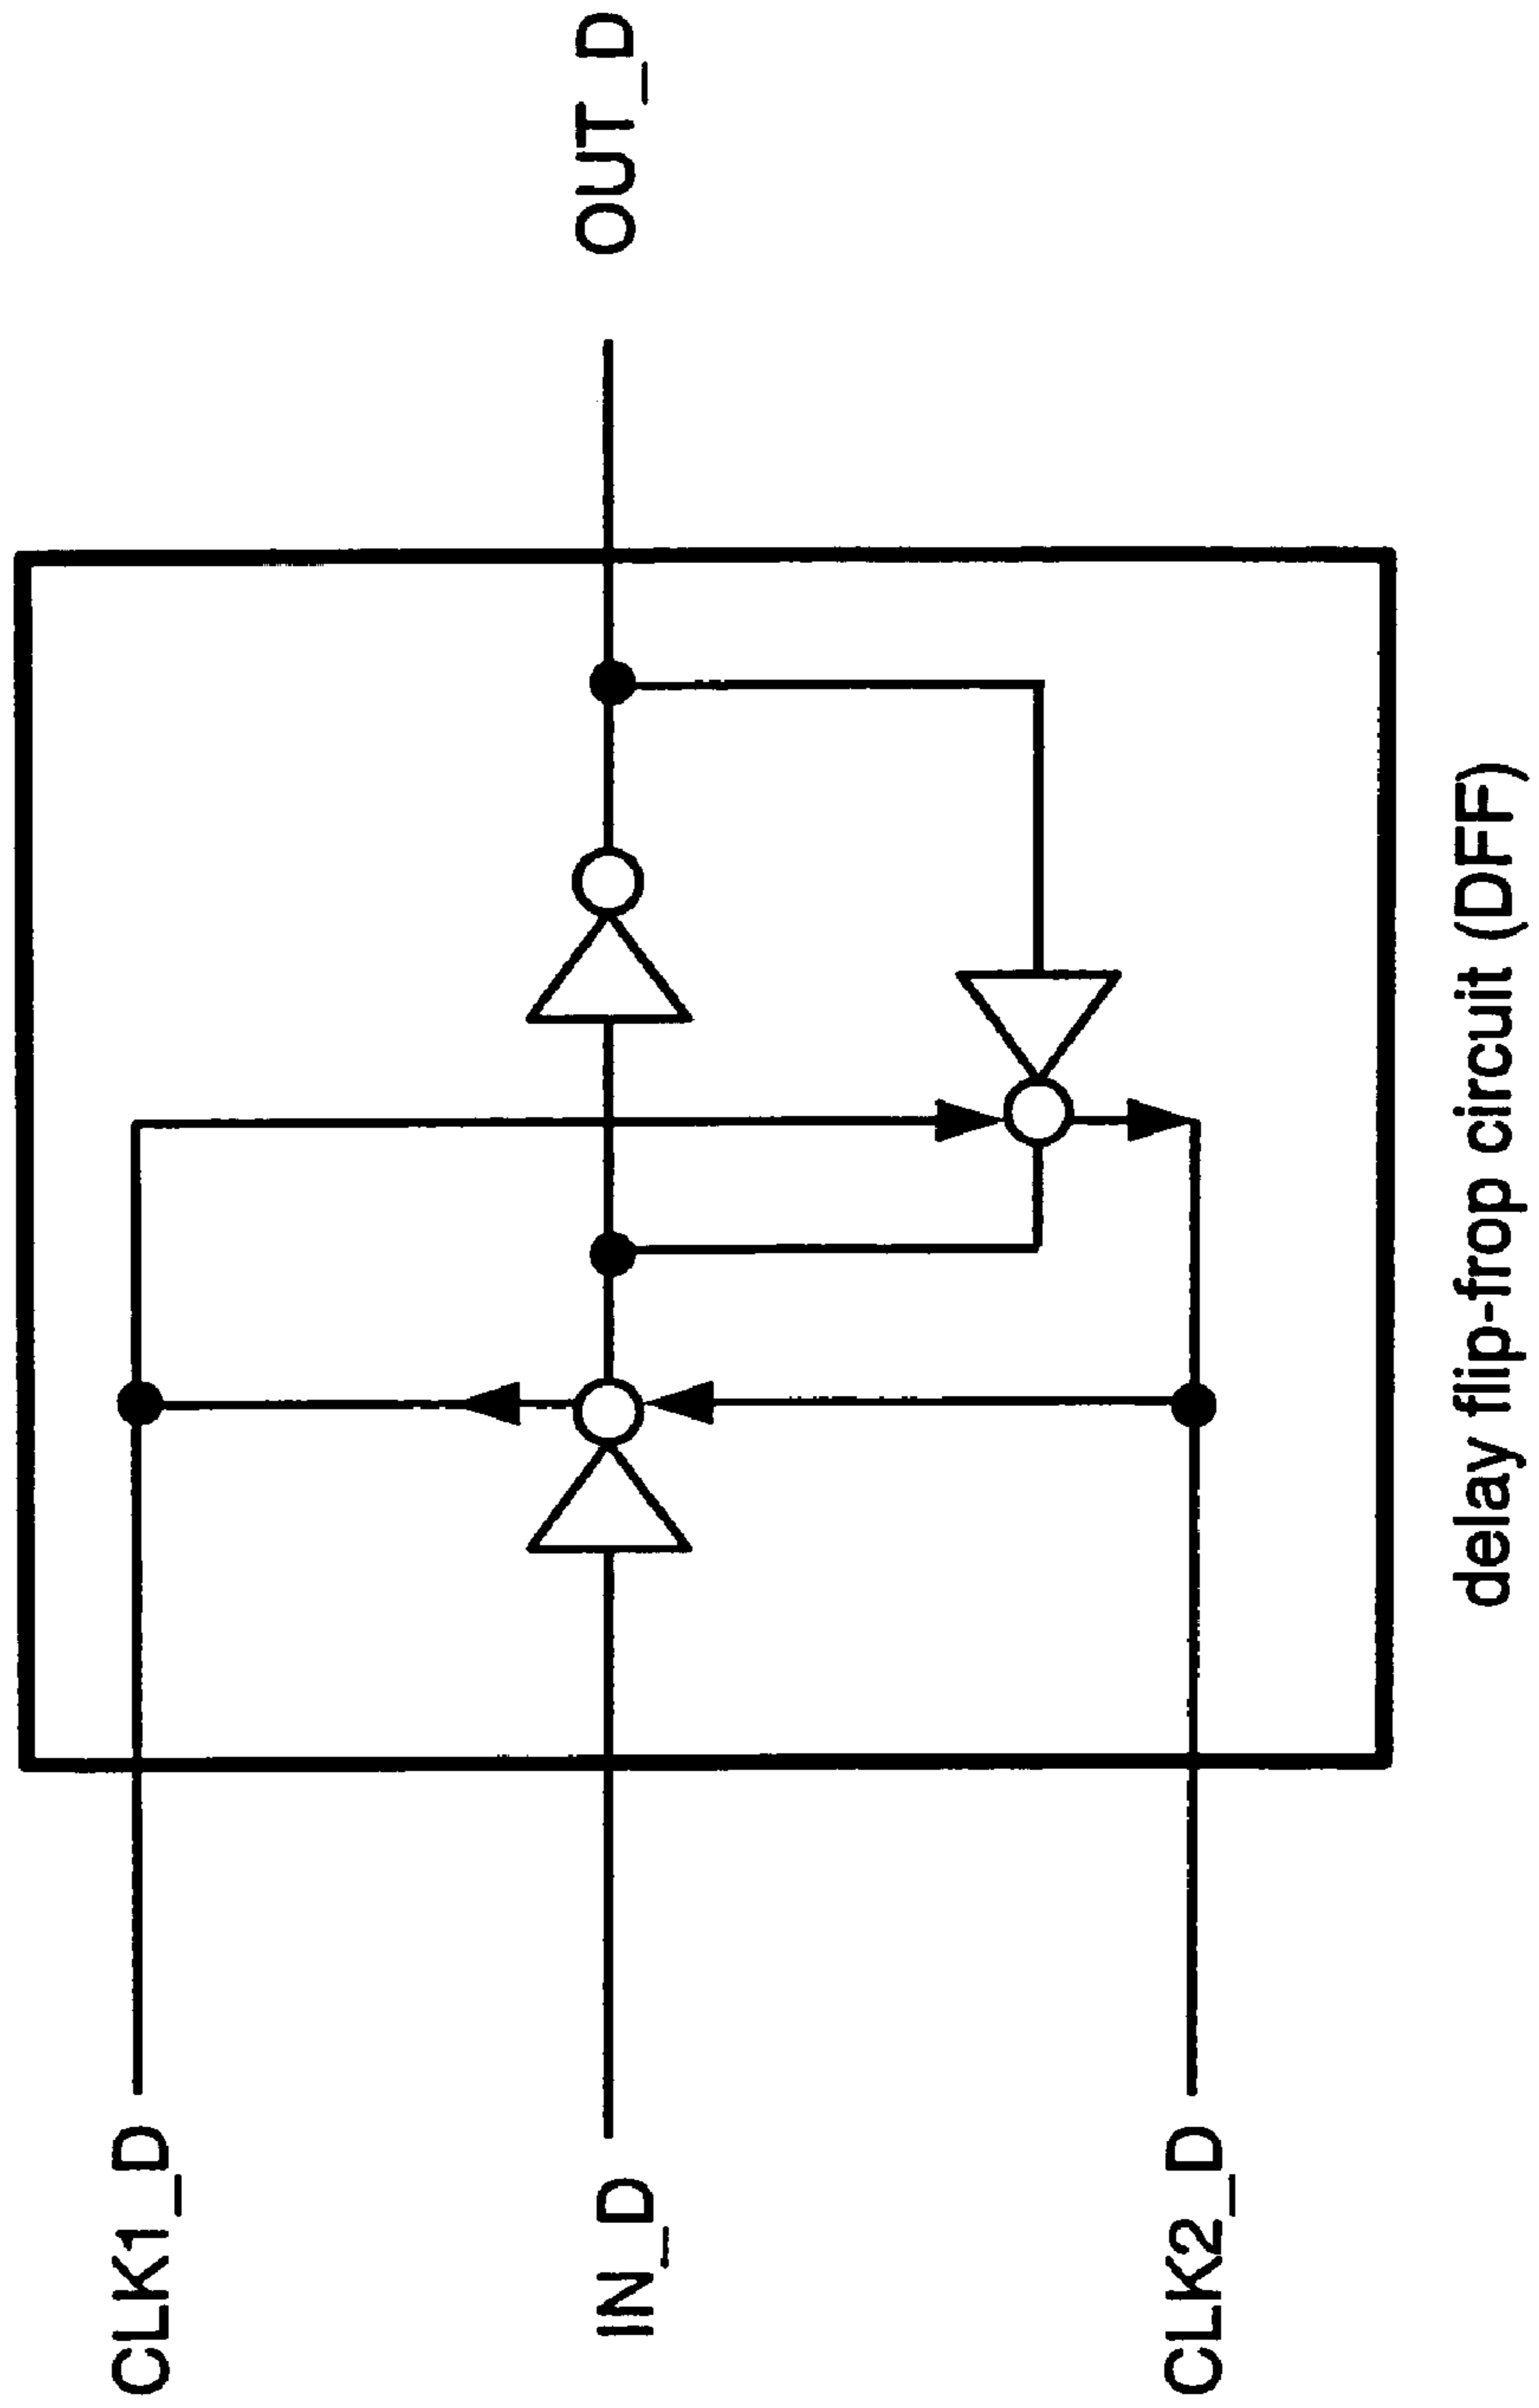 CLK1_D
IN_D
CLK2_D
OUT_D
delay flip-frop circuit (DFF)